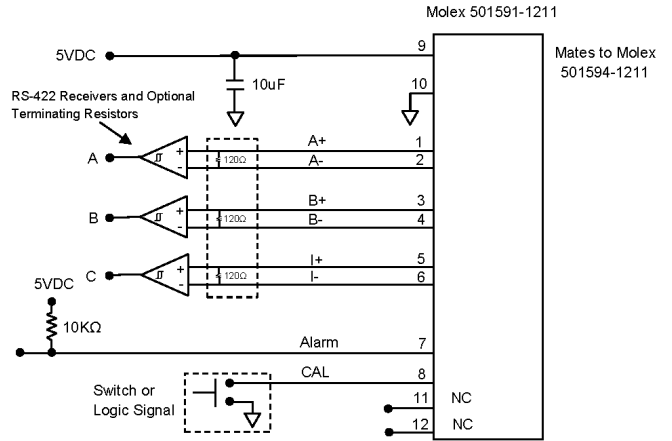 Molex 501591-1211
Mates to Molex
501594-1211
5VDC
9
10uF
10
RS-422 Receivers and Optional
Terminating Resistors
A
+
-
120Ω
A+
A-
1
2
B
+
-
120Ω
B+
B-
3
4
C
+
-
120Ω
I+
I-
5
6
5VDC
10KΩ
Alarm
7
CAL
8
Switch or
Logic Signal
11
NC
12
NC